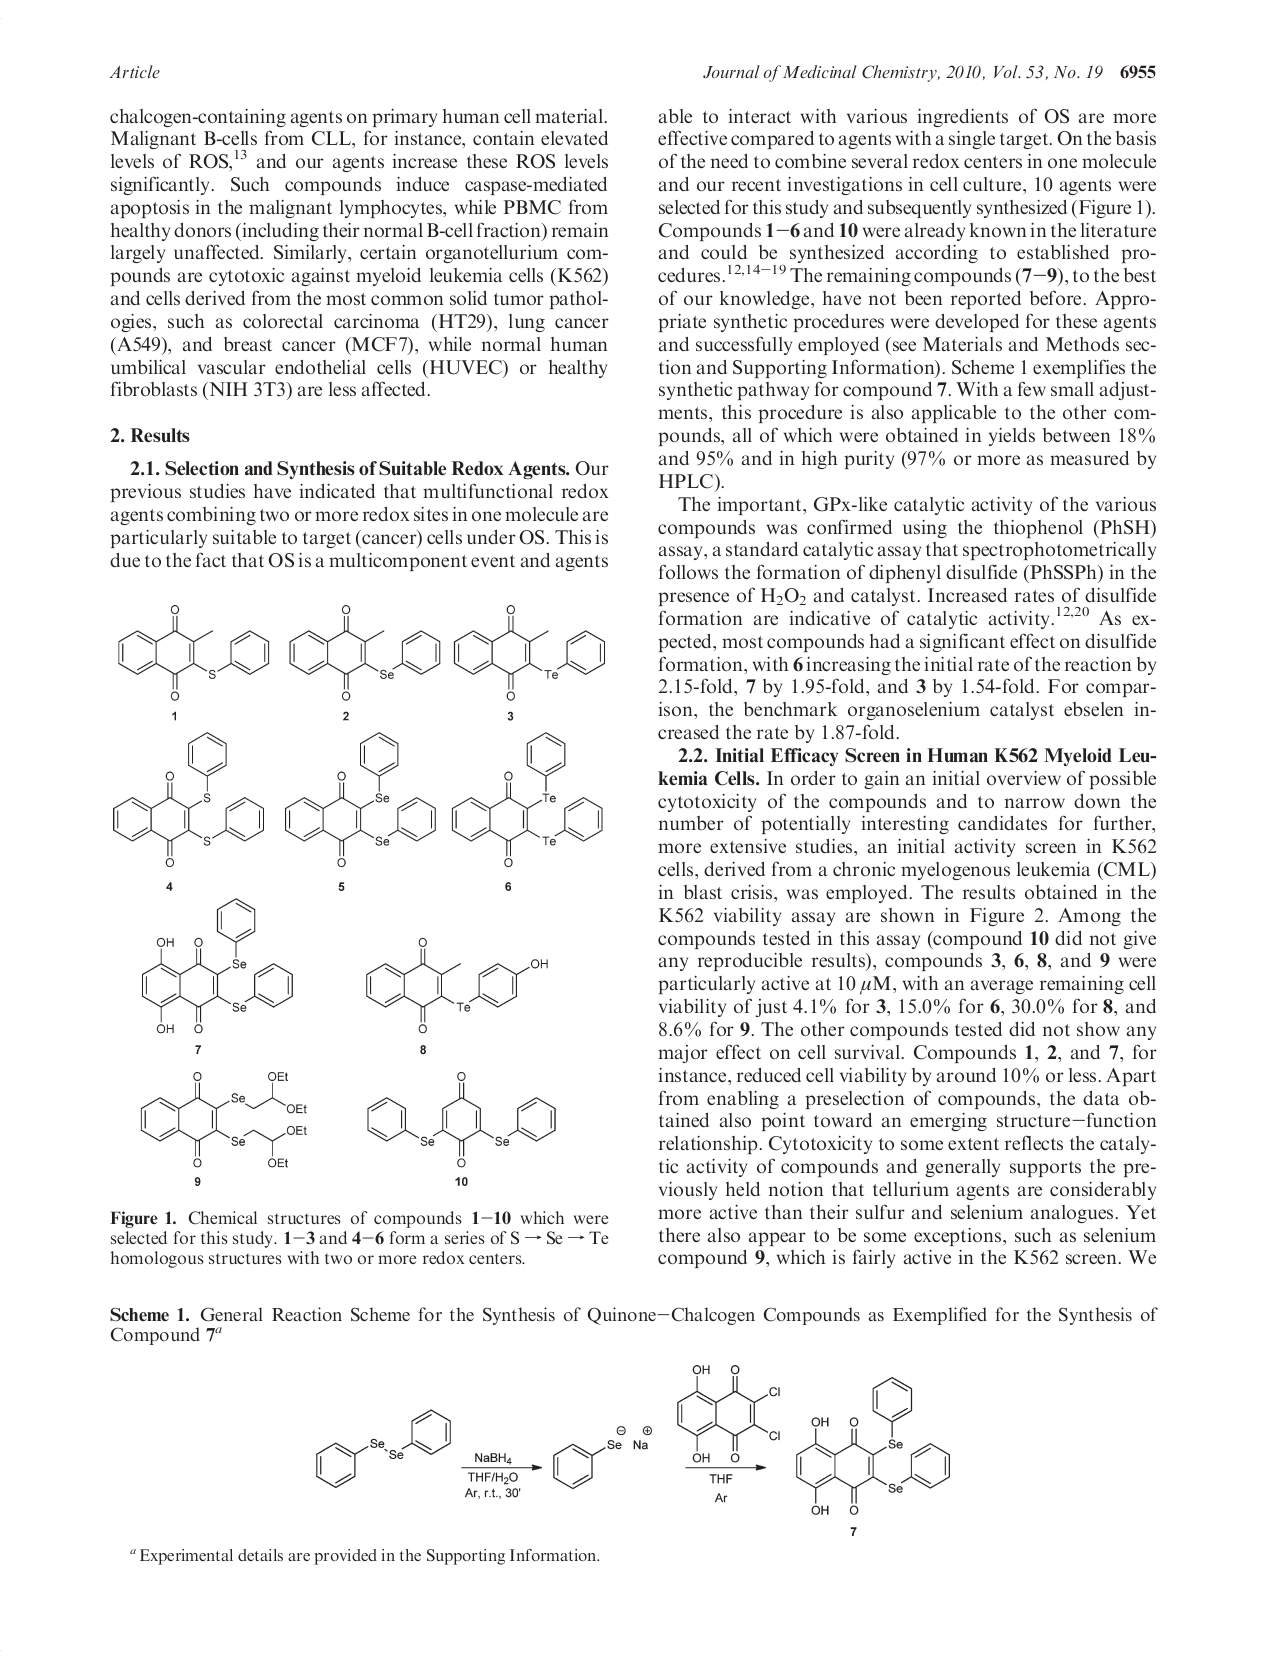 Article
Journal of Medicinal Chemistry, 2010, Vol. 53, No. 19 6955
chalcogen-containing agents on primary human cell material.
Malignant B-cells from CLL, for instance, contain elevated
levels of ROS,13 and our agents increase these ROS levels
significantly. Such compounds induce caspase-mediated
apoptosis in the malignant lymphocytes, while PBMC from
healthy donors (including their normal B-cell fraction) remain
largely unaffected. Similarly, certain organotellurium com-
pounds are cytotoxic against myeloid leukemia cells (K562)
and cells derived from the most common solid tumor pathol-
ogies, such as colorectal carcinoma (HT29), lung cancer
(A549), and breast cancer (MCF7), while normal human
umbilical vascular endothelial cells (HUVEC) or healthy
fibroblasts (NIH 3T3) are less affected.
2. Results
2.1. Selection and Synthesis of Suitable Redox Agents. Our
previous studies have indicated that multifunctional redox
agents combining two or more redox sites in one molecule are
particularly suitable to target (cancer) cells under OS. This is
due to the fact that OS is a multicomponent event and agents
O O O
S Se Te
O O O
1 2 3
O S O Se O Te
S Se Te
O O O
4 5 6
OH O Se
Se
OH O
7
O OH
Te
O
8
O OEt
Se OEt
Se OEt
O OEt
9
O
Se Se
O
10
Figure 1. Chemical structures of compounds 1−10 which were
selected for this study. 1−3 and 4−6 form a series of S → Se → Te
homologous structures with two or more redox centers.
able to interact with various ingredients of OS are more
effective compared to agents with a single target. On the basis
of the need to combine several redox centers in one molecule
and our recent investigations in cell culture, 10 agents were
selected for this study and subsequently synthesized (Figure 1).
Compounds 1−6 and 10 were already known in the literature
and could be synthesized according to established pro-
cedures.12,14−19 The remaining compounds (7−9), to the best
of our knowledge, have not been reported before. Appro-
priate synthetic procedures were developed for these agents
and successfully employed (see Materials and Methods sec-
tion and Supporting Information). Scheme 1 exemplifies the
synthetic pathway for compound 7. With a few small adjust-
ments, this procedure is also applicable to the other com-
pounds, all of which were obtained in yields between 18%
and 95% and in high purity (97% or more as measured by
HPLC).
The important, GPx-like catalytic activity of the various
compounds was confirmed using the thiophenol (PhSH)
assay, a standard catalytic assay that spectrophotometrically
follows the formation of diphenyl disulfide (PhSSPh) in the
presence of H2O2 and catalyst. Increased rates of disulfide
formation are indicative of catalytic activity.12,20 As ex-
pected, most compounds had a significant effect on disulfide
formation, with 6 increasing the initial rate of the reaction by
2.15-fold, 7 by 1.95-fold, and 3 by 1.54-fold. For compar-
ison, the benchmark organoselenium catalyst ebselen in-
creased the rate by 1.87-fold.
2.2. Initial Efficacy Screen in Human K562 Myeloid Leu-
kemia Cells. In order to gain an initial overview of possible
cytotoxicity of the compounds and to narrow down the
number of potentially interesting candidates for further,
more extensive studies, an initial activity screen in K562
cells, derived from a chronic myelogenous leukemia (CML)
in blast crisis, was employed. The results obtained in the
K562 viability assay are shown in Figure 2. Among the
compounds tested in this assay (compound 10 did not give
any reproducible results), compounds 3, 6, 8, and 9 were
particularly active at 10 μM, with an average remaining cell
viability of just 4.1% for 3, 15.0% for 6, 30.0% for 8, and
8.6% for 9. The other compounds tested did not show any
major effect on cell survival. Compounds 1, 2, and 7, for
instance, reduced cell viability by around 10% or less. Apart
from enabling a preselection of compounds, the data ob-
tained also point toward an emerging structure−function
relationship. Cytotoxicity to some extent reflects the cataly-
tic activity of compounds and generally supports the pre-
viously held notion that tellurium agents are considerably
more active than their sulfur and selenium analogues. Yet
there also appear to be some exceptions, such as selenium
compound 9, which is fairly active in the K562 screen. We
Scheme 1. General Reaction Scheme for the Synthesis of Quinone−Chalcogen Compounds as Exemplified for the Synthesis of
Compound 7a
Se Se
NaBH4
THF/H2O
Ar, r.t., 30'
Se ⊖ Na ⊕
OH O
Cl
Cl
OH O
THF
Ar
OH O
Se
Se
OH O
7
a Experimental details are provided in the Supporting Information.